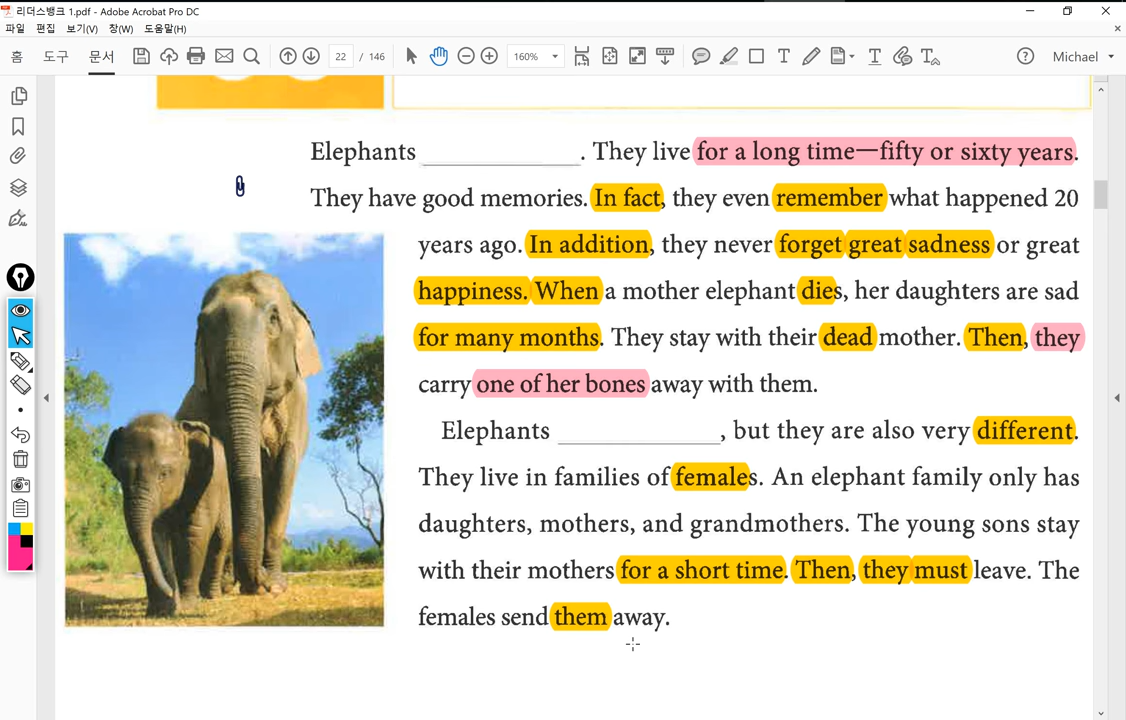 리더스뱅크 1.pdf - Adobe Acrobat Pro DC
파일 편집 보기(V) 창(W) 도움말(H)
홈 도구 문서 22 / 146 160% Michael
Elephants ____________. They live for a long time—fifty or sixty years.
They have good memories. In fact, they even remember what happened 20
years ago. In addition, they never forget great sadness or great
happiness. When a mother elephant dies, her daughters are sad
for many months. They stay with their dead mother. Then, they
carry one of her bones away with them.
Elephants ____________, but they are also very different.
They live in families of females. An elephant family only has
daughters, mothers, and grandmothers. The young sons stay
with their mothers for a short time. Then, they must leave. The
females send them away.